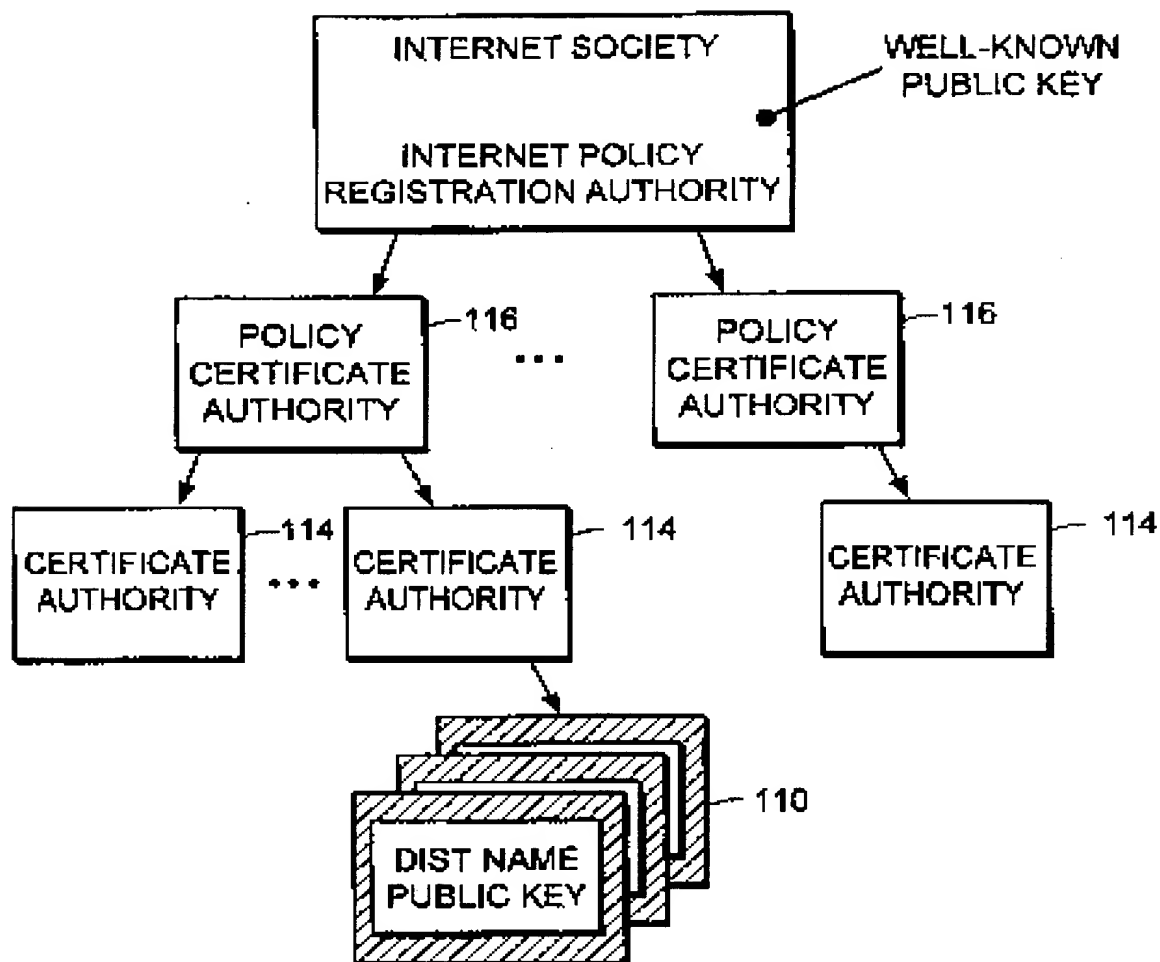 INTERNET SOCIETY
WELL-KNOWN
PUBLIC KEY
INTERNET POLICY
REGISTRATION AUTHORITY
POLICY
CERTIFICATE
AUTHORITY
116
...
POLICY
CERTIFICATE
AUTHORITY
116
CERTIFICATE
AUTHORITY
114
...
CERTIFICATE
AUTHORITY
114
CERTIFICATE
AUTHORITY
114
DIST NAME
PUBLIC KEY
110